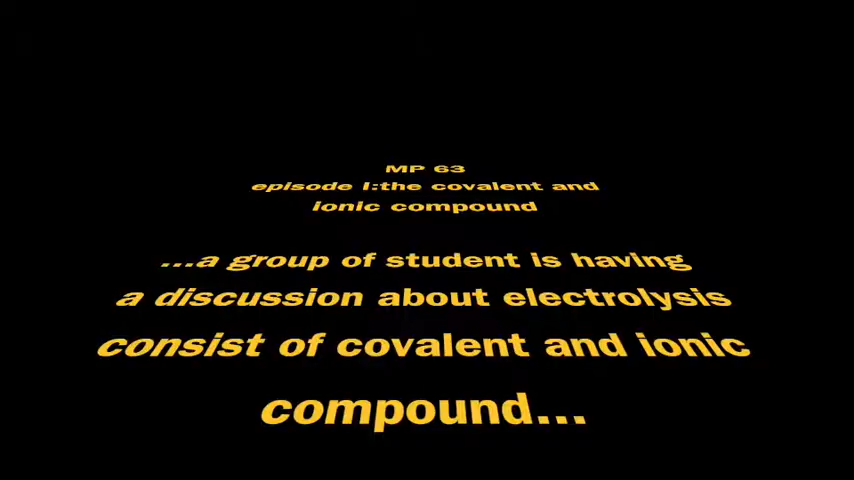 MP 63
episode I:the covalent and
ionic compound
...a group of student is having
a discussion about electrolysis
consist of covalent and ionic
compound...